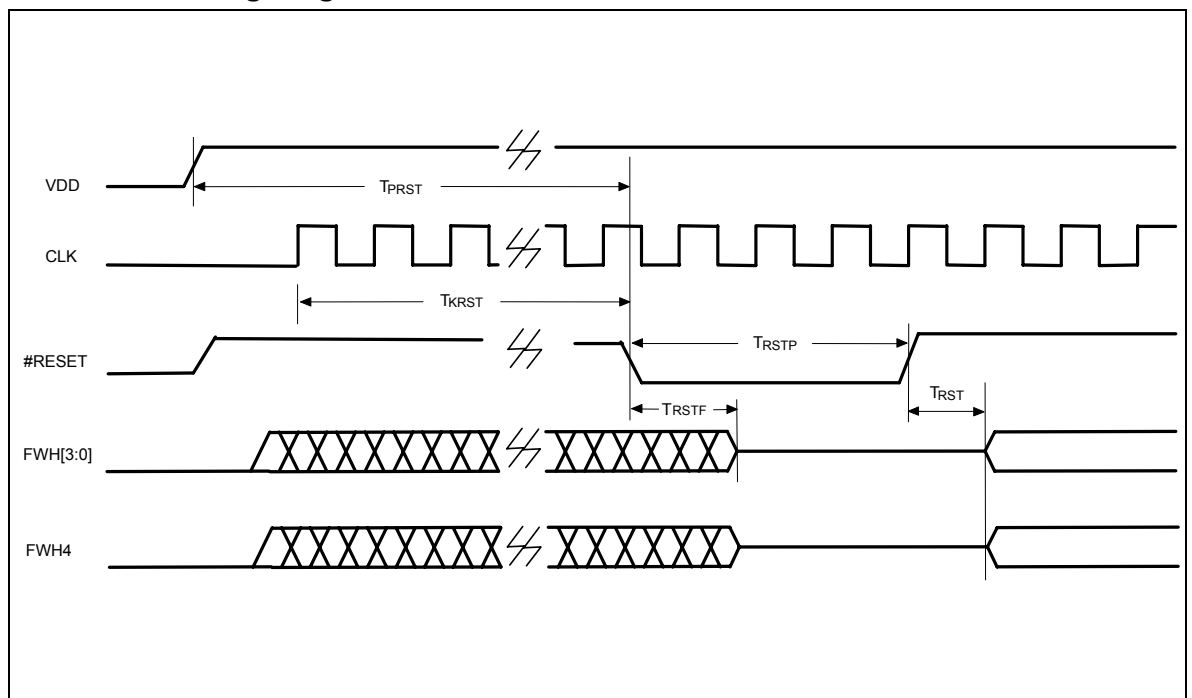 VDD
TPRST
CLK
TKRST
#RESET
TRSTP
TRST
TRSTF
FWH[3:0]
FWH4